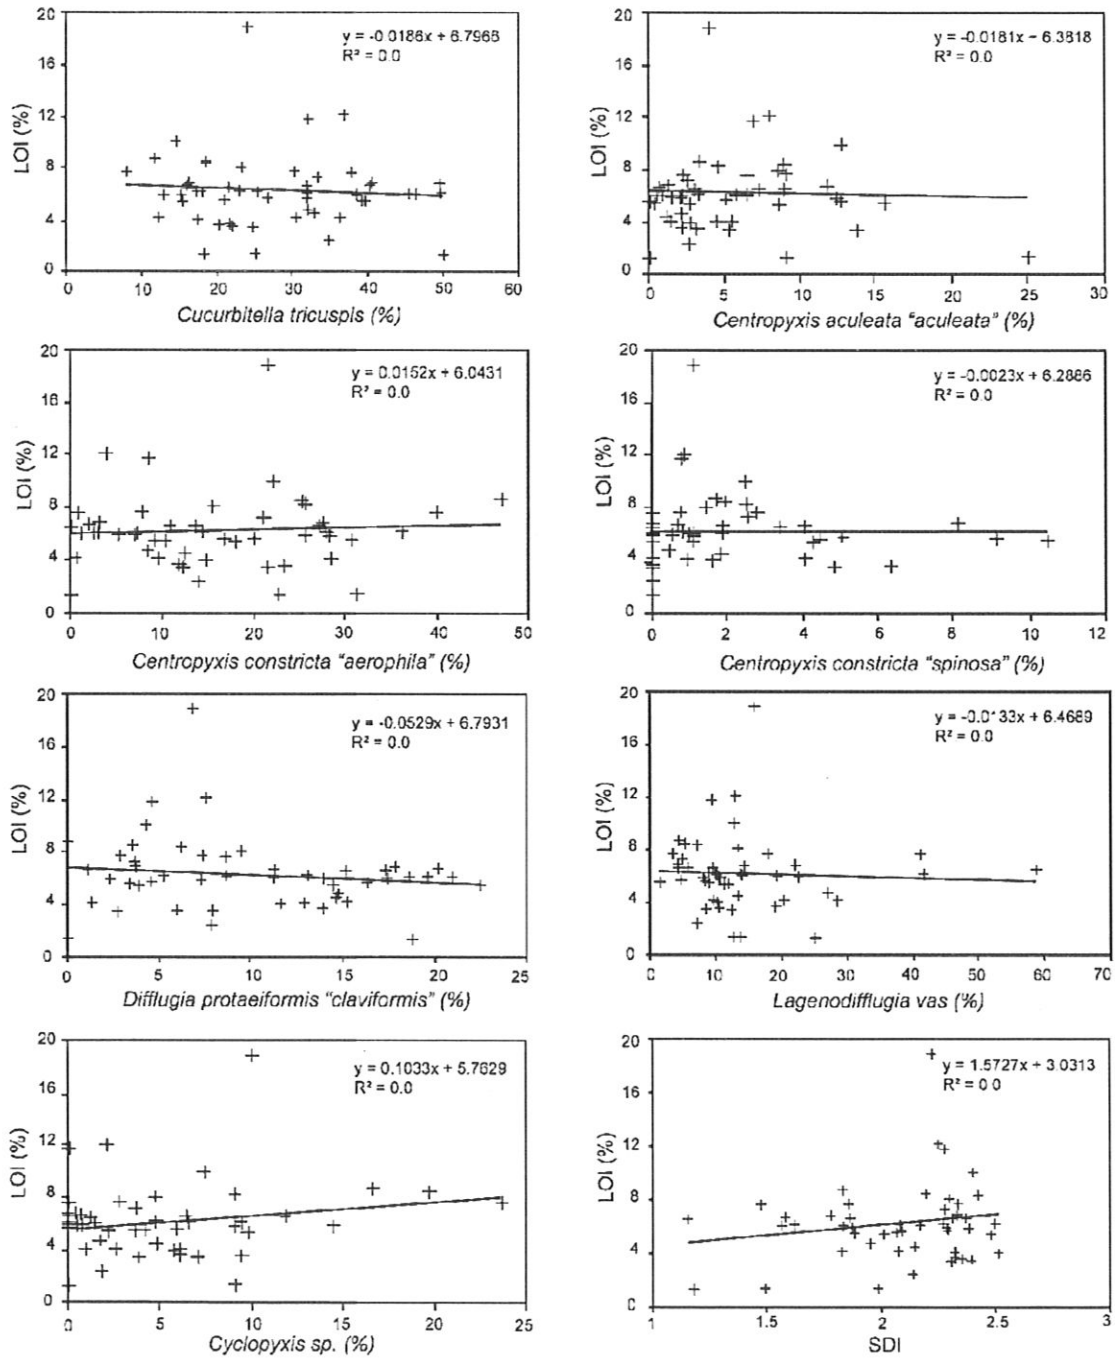 y = -0.0186x + 6.7966
R² = 0.0
LOI (%)
20
16
12
8
4
0
0 10 20 30 40 50 60
Cucurbitella tricuspis (%)
y = -0.0181x + 6.3818
R² = 0.0
LOI (%)
20
16
12
8
4
0
0 5 10 15 20 25 30
Centropyxis aculeata "aculeata" (%)
y = 0.0152x + 6.0431
R² = 0.0
LOI (%)
20
16
12
8
4
0
0 10 20 30 40 50
Centropyxis constricta "aerophila" (%)
y = -0.0023x + 6.2886
R² = 0.0
LOI (%)
20
16
12
8
4
0
0 2 4 6 8 10 12
Centropyxis constricta "spinosa" (%)
y = -0.0529x + 6.7931
R² = 0.0
LOI (%)
20
16
12
8
4
0
0 5 10 15 20 25
Difflugia protaeiformis "claviformis" (%)
y = -0.0133x + 6.4689
R² = 0.0
LOI (%)
20
16
12
8
4
0
0 10 20 30 40 50 60 70
Lagenodifflugia vas (%)
y = 0.1033x + 5.7629
R² = 0.0
LOI (%)
20
16
12
8
4
0
0 5 10 15 20 25
Cyclopyxis sp. (%)
y = 1.5727x + 3.0313
R² = 0.0
LOI (%)
20
16
12
8
4
0
1 1.5 2 2.5 3
SDI